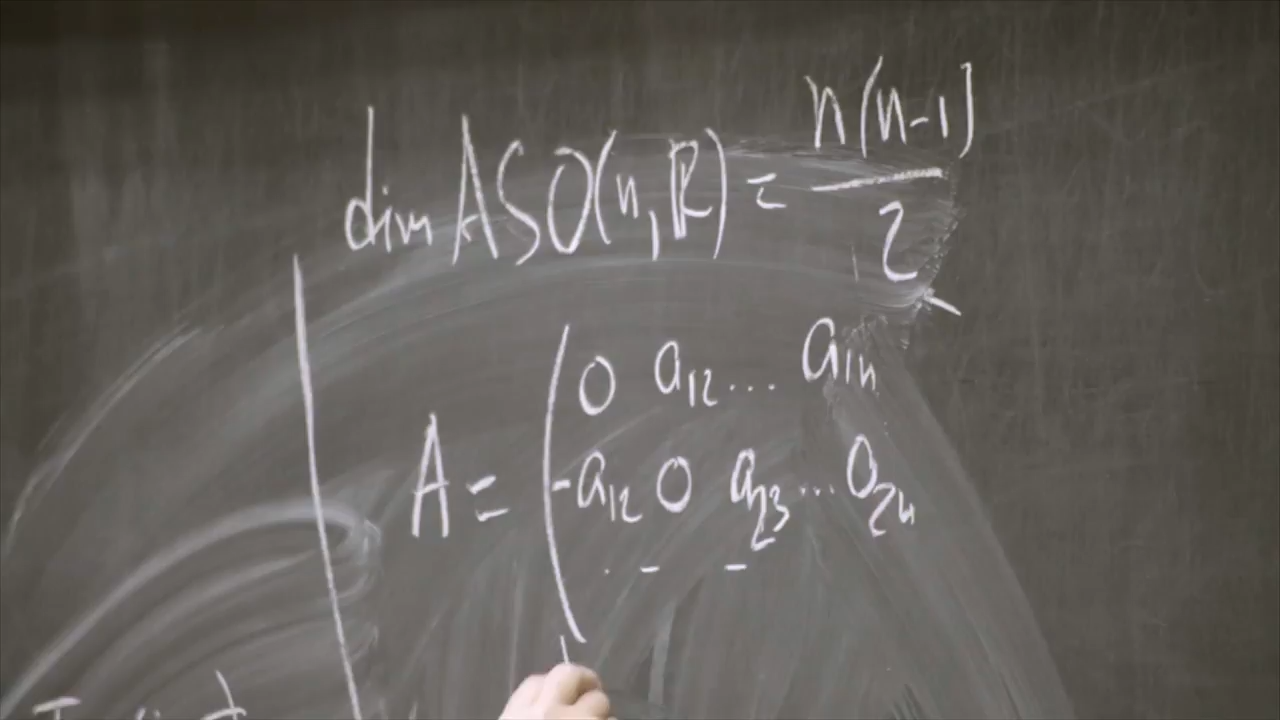 dim ASO(n, ℝ) = n(n-1)/2
A = ( 0 a₁₂ ... a₁ₙ
-a₁₂ 0 a₂₃ ... a₂ₙ
. - -